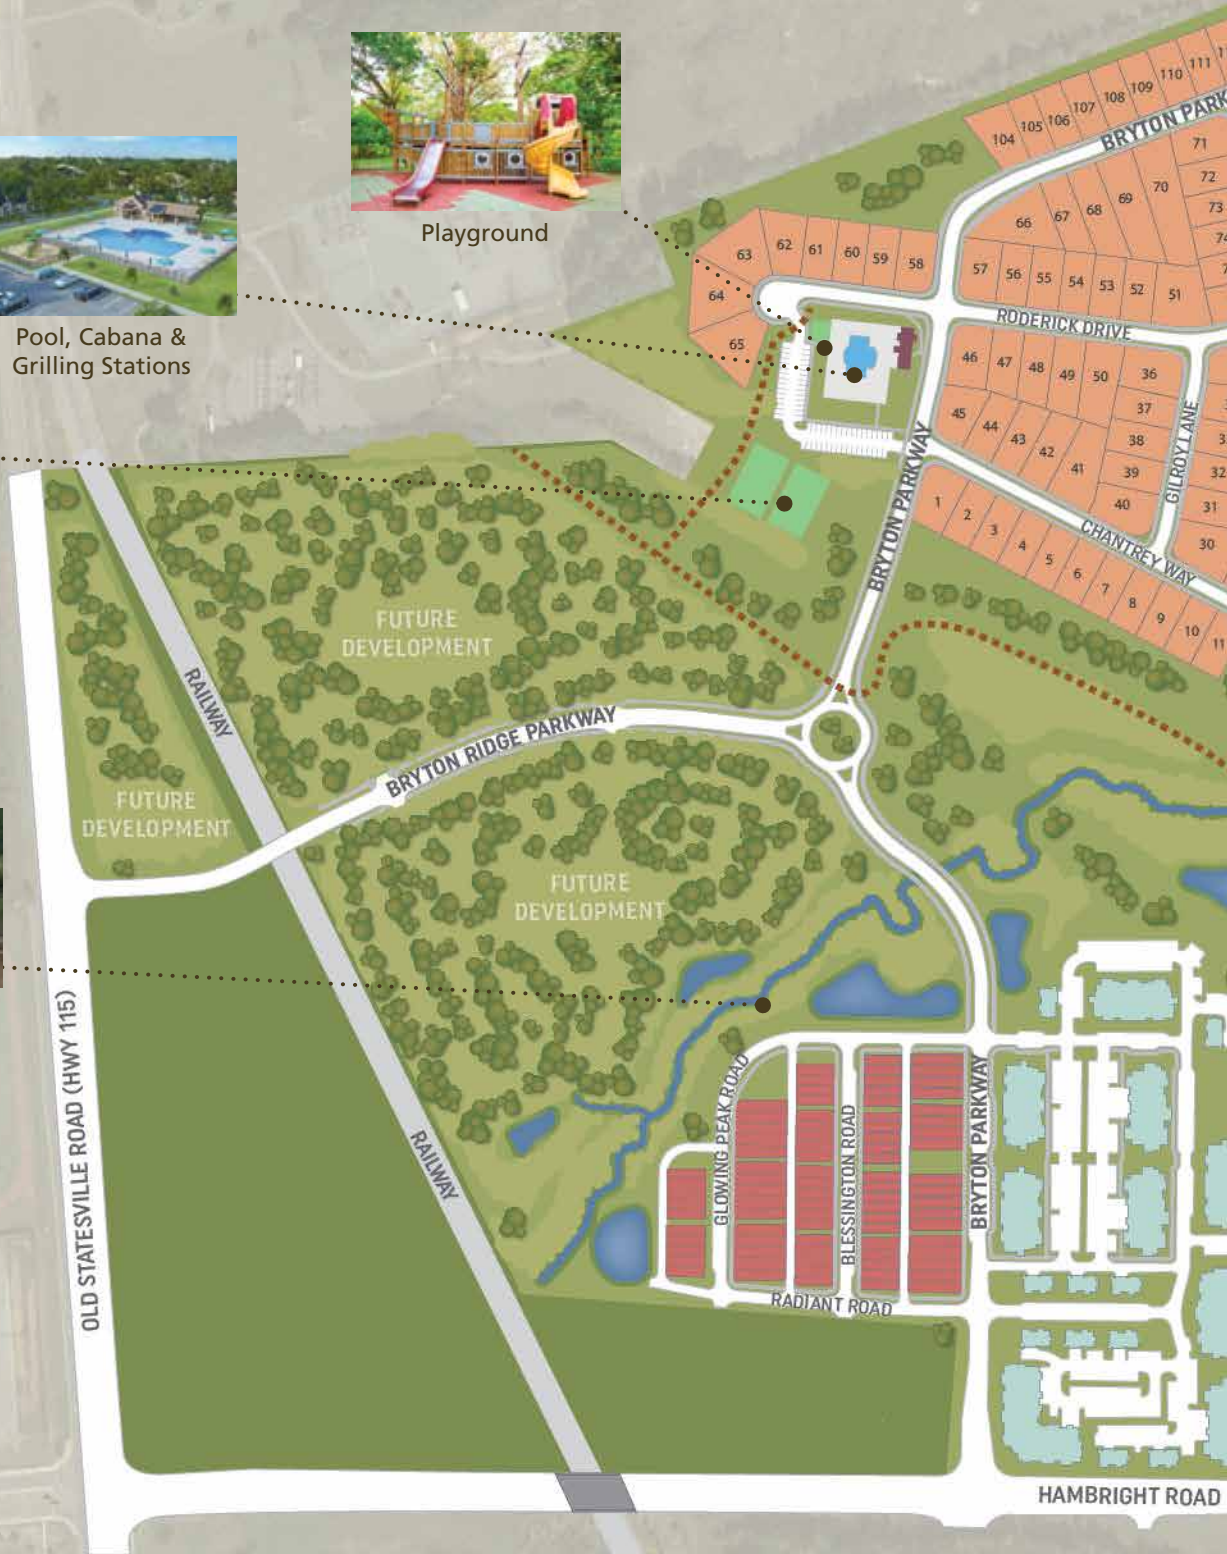 Playground
Pool, Cabana &
Grilling Stations
104
105
106
107
108
109
110
111
BRYTON PARK
71
72
73
70
69
68
67
66
63
62
61
60
59
58
57
56
55
54
53
52
51
64
65
RODERICK DRIVE
46
47
48
49
50
36
37
38
39
40
45
44
43
42
41
GILROY LANE
32
31
30
BRYTON PARKWAY
CHANTREY WAY
1
2
3
4
5
6
7
8
9
10
11
FUTURE
DEVELOPMENT
RAILWAY
BRYTON RIDGE PARKWAY
FUTURE
DEVELOPMENT
FUTURE
DEVELOPMENT
OLD STATESVILLE ROAD (HWY 115)
RAILWAY
GLOWING PEAK ROAD
BLESSINGTON ROAD
BRYTON PARKWAY
RADIANT ROAD
HAMBRIGHT ROAD